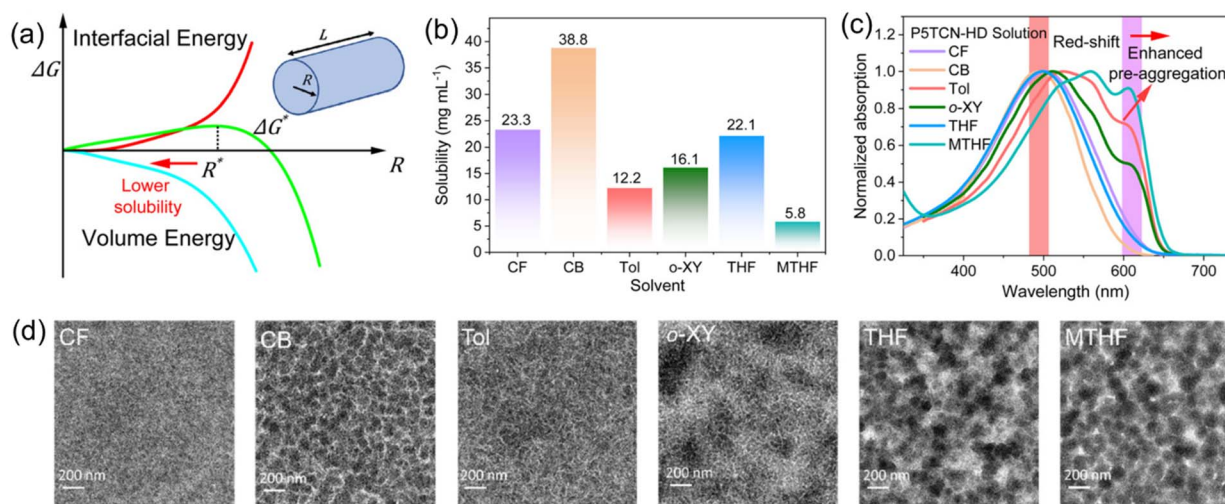 (a)
Interfacial Energy
L
R
ΔG
ΔG*
R*
R
Lower
solubility
Volume Energy
(b)
Solubility (mg mL⁻¹)
40
35
30
25
20
15
10
5
0
23.3
38.8
12.2
16.1
22.1
5.8
CF
CB
Tol
o-XY
THF
MTHF
Solvent
(c)
P5TCN-HD Solution
CF
CB
Tol
o-XY
THF
MTHF
Red-shift
Enhanced
pre-aggregation
Normalized absorption
1.0
0.8
0.6
0.4
0.2
0.0
400
500
600
700
Wavelength (nm)
(d)
CF
200 nm
CB
200 nm
Tol
200 nm
o-XY
200 nm
THF
200 nm
MTHF
200 nm